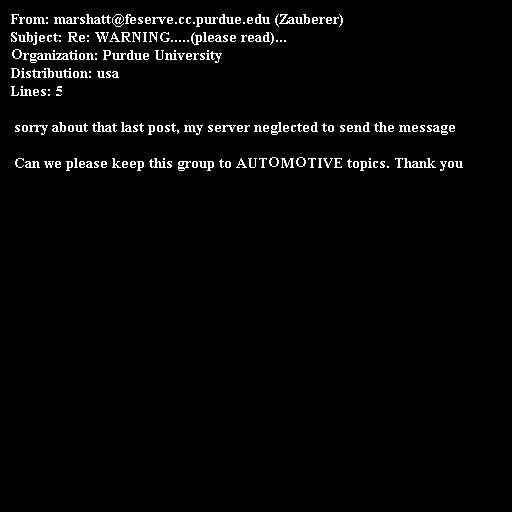 From: marshatt@feserve.cc.purdue.edu (Zauberer)
Subject: Re: WARNING.....(please read)...
Organization: Purdue University
Distribution: usa
Lines: 5
sorry about that last post, my server neglected to send the message
Can we please keep this group to AUTOMOTIVE topics. Thank you